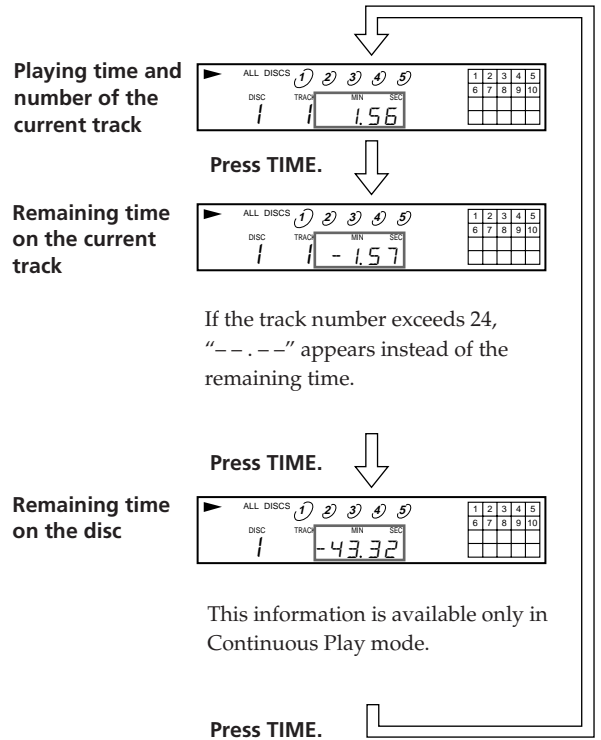 Playing time and
number of the
current track
ALL DISCS 1 2 3 4 5
DISC TRACK MIN SEC
1 1 1.56
1 2 3 4 5
6 7 8 9 10
Press TIME.
Remaining time
on the current
track
ALL DISCS 1 2 3 4 5
DISC TRACK MIN SEC
1 1 - 1.57
1 2 3 4 5
6 7 8 9 10
If the track number exceeds 24,
“– – . – –” appears instead of the
remaining time.
Press TIME.
Remaining time
on the disc
ALL DISCS 1 2 3 4 5
DISC TRACK MIN SEC
1 -43.32
1 2 3 4 5
6 7 8 9 10
This information is available only in
Continuous Play mode.
Press TIME.